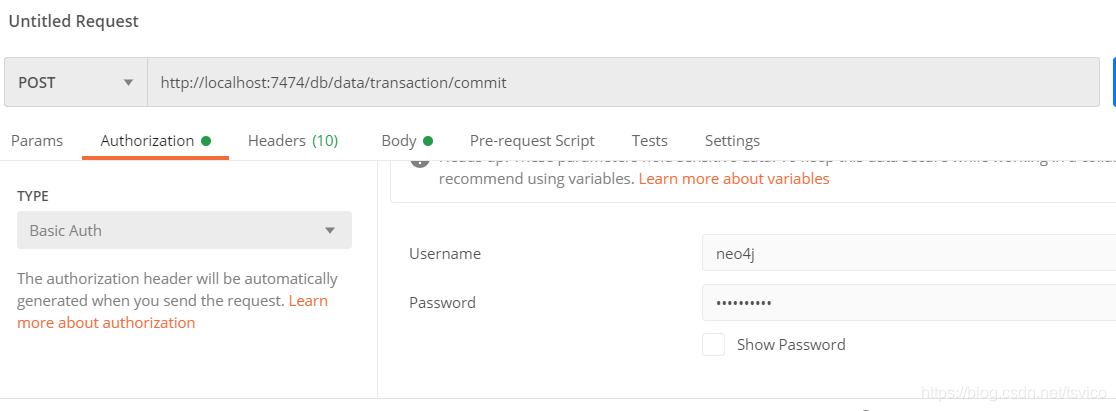 Untitled Request
POST
http://localhost:7474/db/data/transaction/commit
Params Authorization Headers (10) Body Pre-request Script Tests Settings
TYPE
Basic Auth
The authorization header will be automatically
generated when you send the request. Learn
more about authorization
recommend using variables. Learn more about variables
Username
neo4j
Password
••••••••••
Show Password
https://blog.csdn.net/tsvico